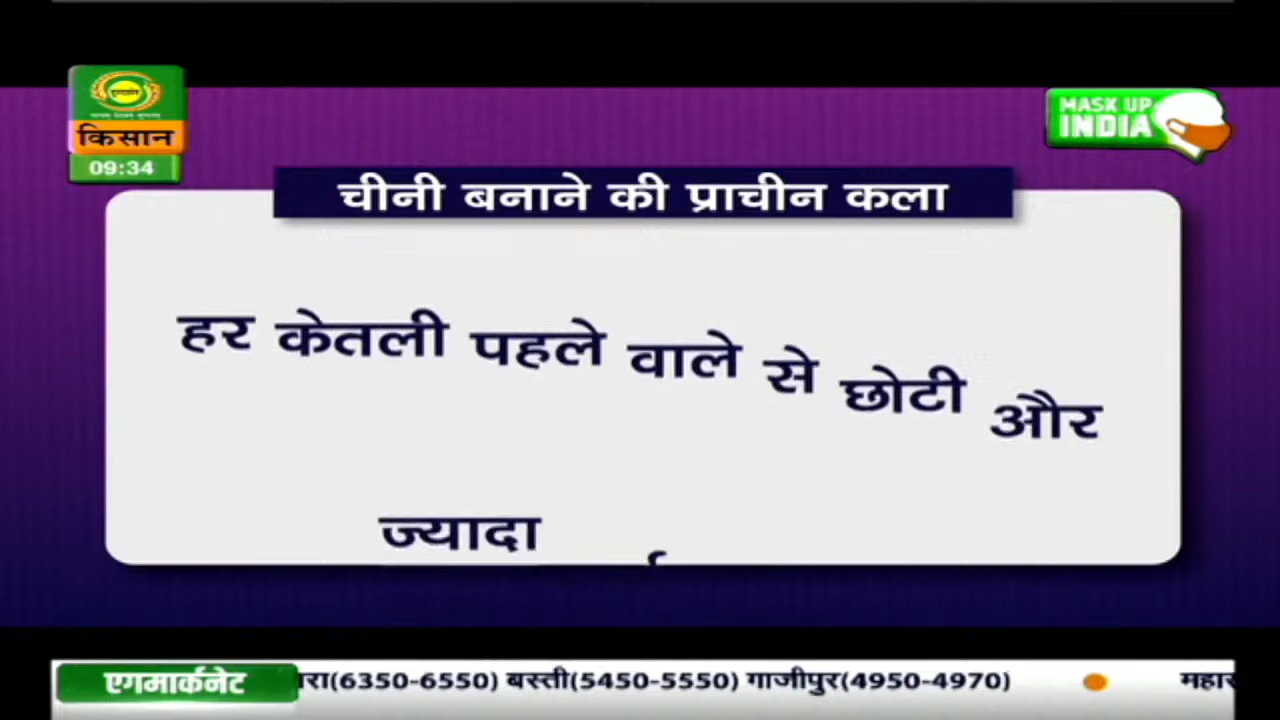 किसान
09:34
MASK UP
INDIA
चीनी बनाने की प्राचीन कला
हर केतली पहले वाले से छोटी और
ज्यादा
एगमार्कनेट
रा(6350-6550) बस्ती(5450-5550) गाजीपुर(4950-4970)